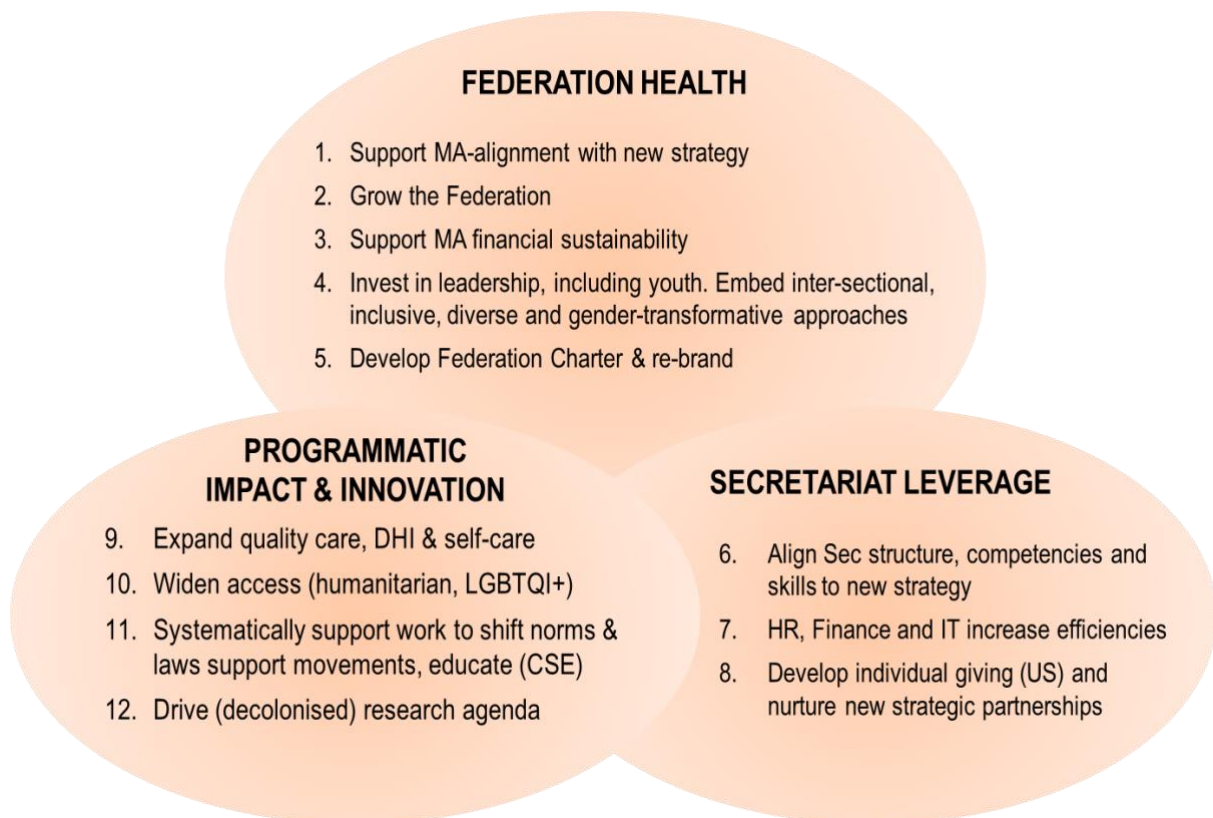 FEDERATION HEALTH
1. Support MA-alignment with new strategy
2. Grow the Federation
3. Support MA financial sustainability
4. Invest in leadership, including youth. Embed inter-sectional,
inclusive, diverse and gender-transformative approaches
5. Develop Federation Charter & re-brand
PROGRAMMATIC
IMPACT & INNOVATION
9. Expand quality care, DHI & self-care
10. Widen access (humanitarian, LGBTQI+)
11. Systematically support work to shift norms &
laws support movements, educate (CSE)
12. Drive (decolonised) research agenda
SECRETARIAT LEVERAGE
6. Align Sec structure, competencies and
skills to new strategy
7. HR, Finance and IT increase efficiencies
8. Develop individual giving (US) and
nurture new strategic partnerships